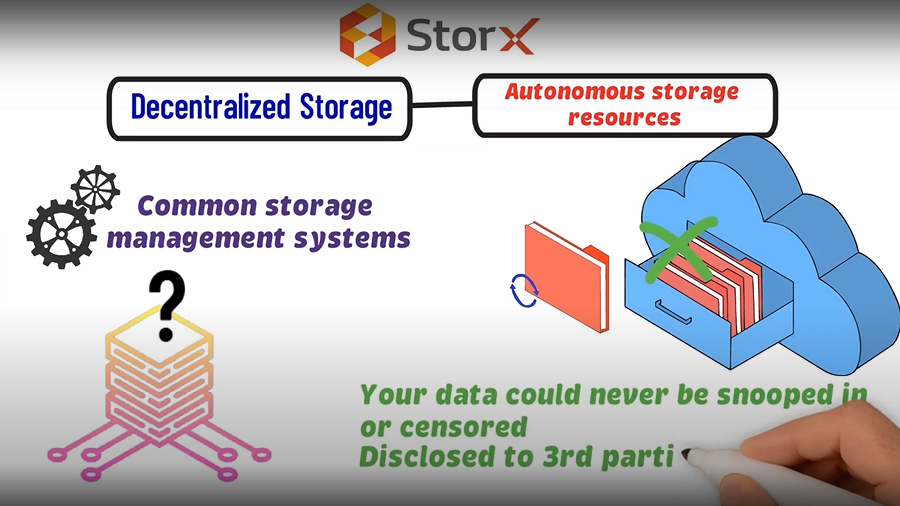 StorX
Decentralized Storage
Autonomous storage
resources
Common storage
management systems
?
Your data could never be snooped in
or censored
Disclosed to 3rd parti